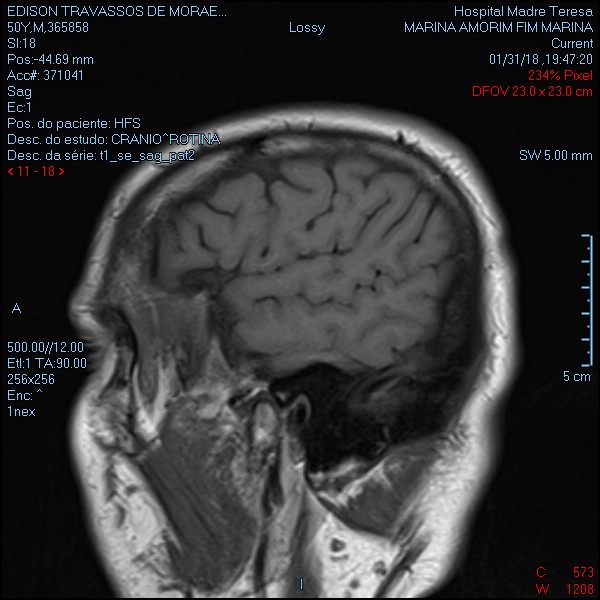 EDISON TRAVASSOS DE MORAE...
50Y,M,365858
Sl:18
Pos:-44.69 mm
Acc#: 371041
Sag
Ec:1
Pos. do paciente: HFS
Desc. do estudo: CRANIO^ROTINA
Desc. da série: t1_se_sag_pat2
< 11 - 18 >
Lossy
Hospital Madre Teresa
MARINA AMORIM FIM MARINA
Current
01/31/18 ,19:47:20
234% Pixel
DFOV 23.0 x 23.0 cm
SW 5.00 mm
A
500.00//12.00
Etl:1 TA:90.00
256x256
Enc: ^
1nex
5 cm
I
C 573
W 1208